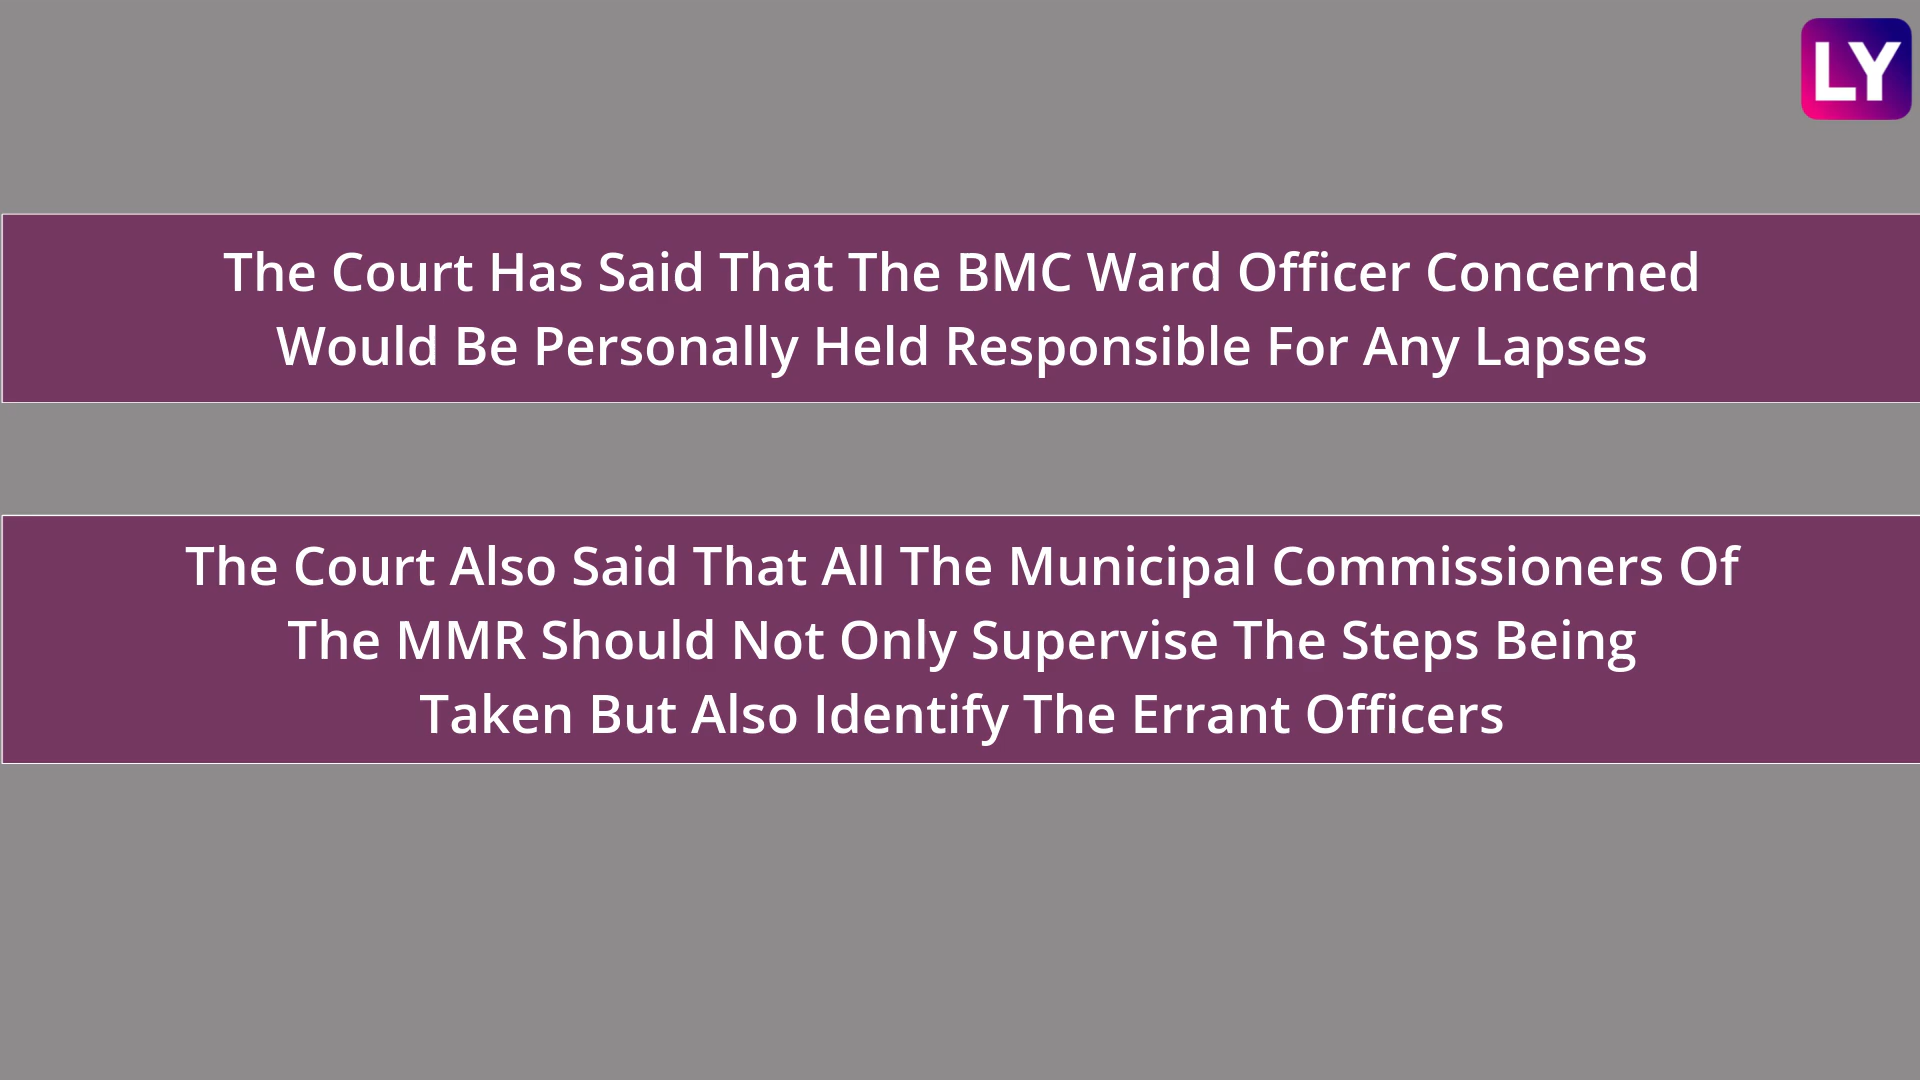 LY
The Court Has Said That The BMC Ward Officer Concerned
Would Be Personally Held Responsible For Any Lapses
The Court Also Said That All The Municipal Commissioners Of
The MMR Should Not Only Supervise The Steps Being
Taken But Also Identify The Errant Officers